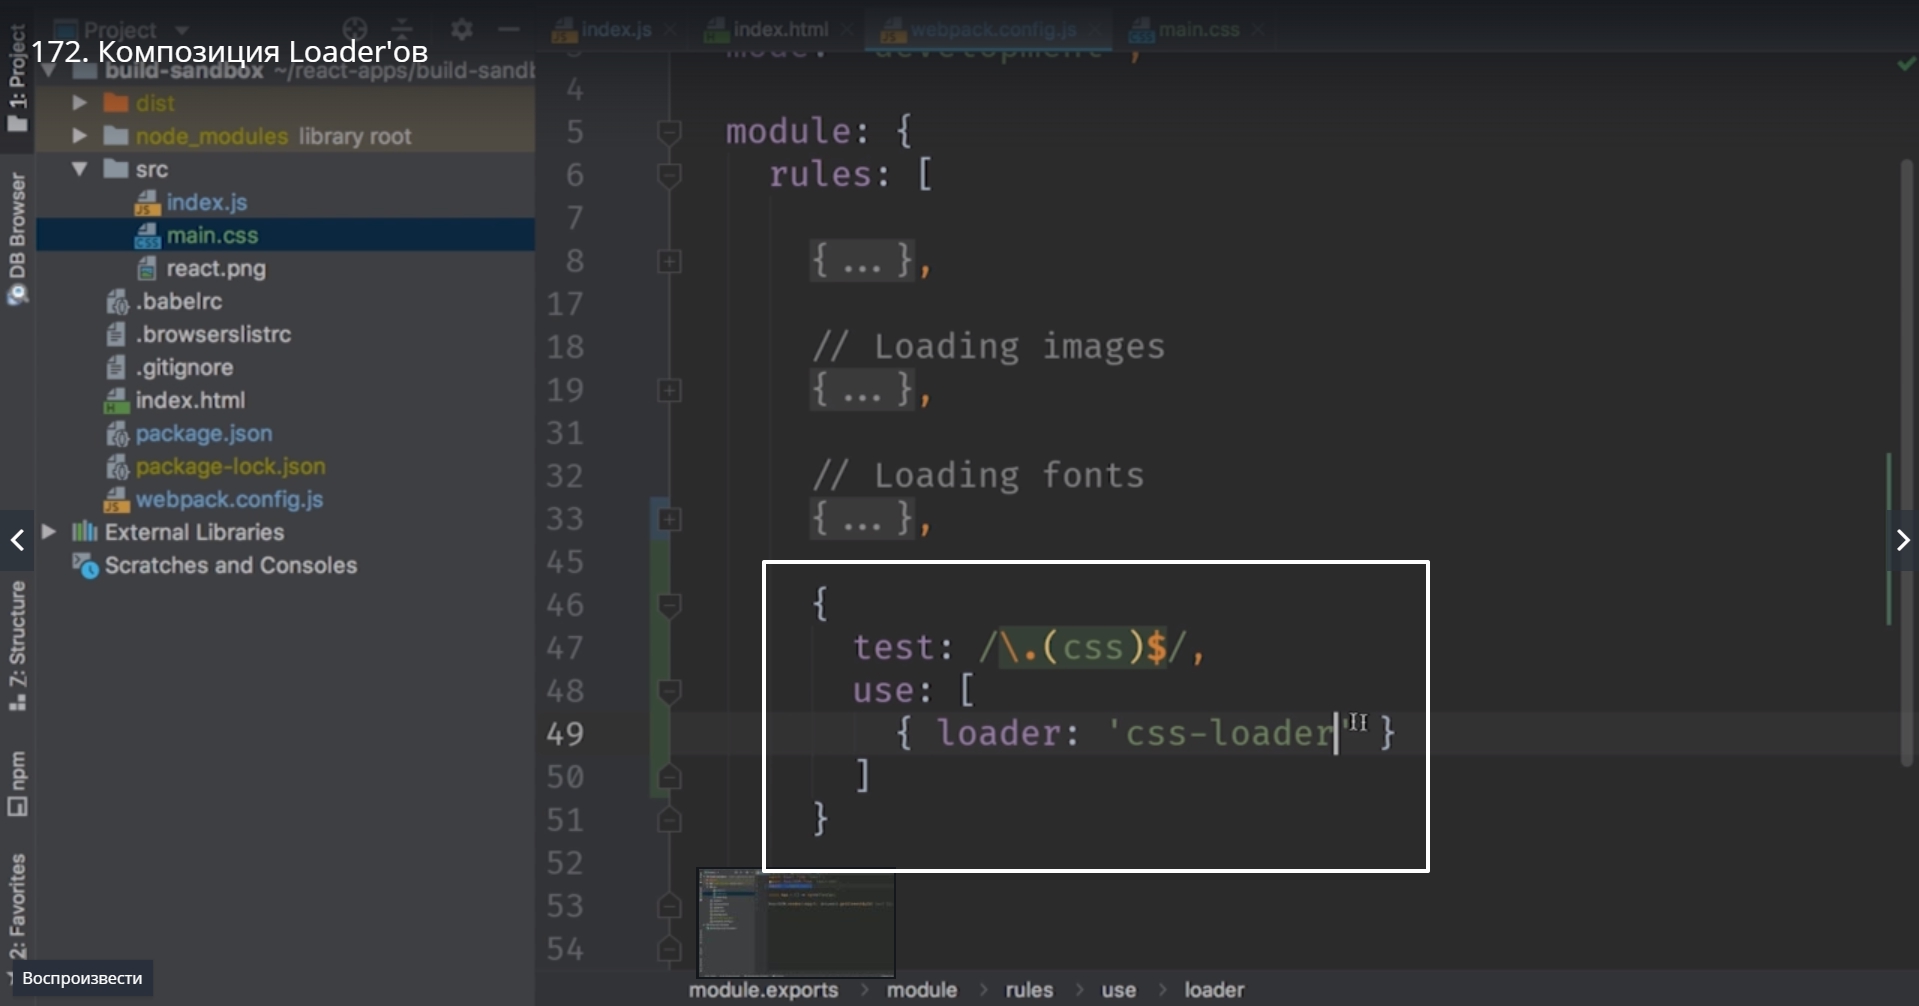 172. Композиция Loader'ов
Project
index.js
index.html
webpack.config.js
main.css
build-sandbox ~/react-apps/build-sandb
dist
node_modules library root
src
index.js
main.css
react.png
.babelrc
.browserslistrc
.gitignore
index.html
package.json
package-lock.json
webpack.config.js
External Libraries
Scratches and Consoles
1: Project
DB Browser
Z: Structure
npm
2: Favorites
3 mode: 'development',
4
5 module: {
6 rules: [
7
8 { ... },
17
18 // Loading images
19 { ... },
31
32 // Loading fonts
33 { ... },
45
46 {
47 test: /\.(css)$/,
48 use: [
49 { loader: 'css-loader' }
50 ]
51 }
52
53
54
Воспроизвести
module.exports > module > rules > use > loader